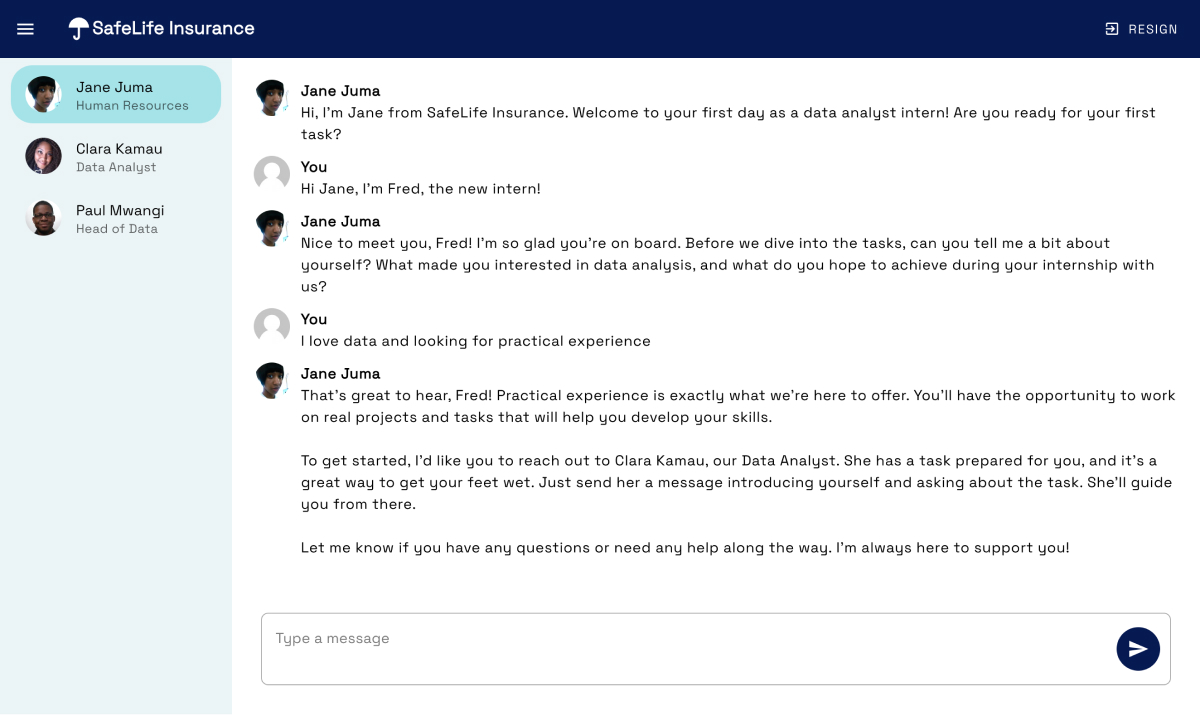 SafeLife Insurance
RESIGN
Jane Juma
Human Resources
Clara Kamau
Data Analyst
Paul Mwangi
Head of Data
Jane Juma
Hi, I'm Jane from SafeLife Insurance. Welcome to your first day as a data analyst intern! Are you ready for your first
task?
You
Hi Jane, I'm Fred, the new intern!
Jane Juma
Nice to meet you, Fred! I'm so glad you're on board. Before we dive into the tasks, can you tell me a bit about
yourself? What made you interested in data analysis, and what do you hope to achieve during your internship with
us?
You
I love data and looking for practical experience
Jane Juma
That's great to hear, Fred! Practical experience is exactly what we're here to offer. You'll have the opportunity to work
on real projects and tasks that will help you develop your skills.
To get started, I'd like you to reach out to Clara Kamau, our Data Analyst. She has a task prepared for you, and it's a
great way to get your feet wet. Just send her a message introducing yourself and asking about the task. She'll guide
you from there.
Let me know if you have any questions or need any help along the way. I'm always here to support you!
Type a message